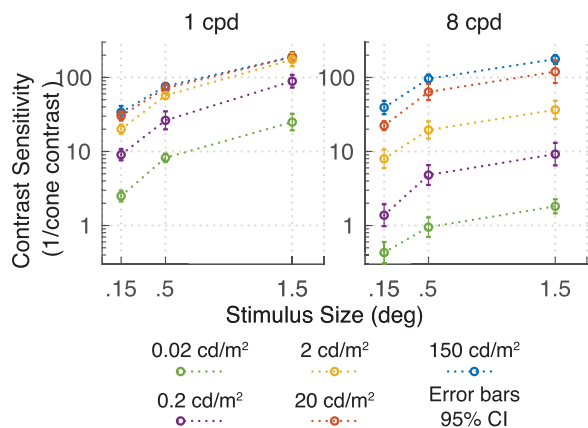 1 cpd
8 cpd
Contrast Sensitivity
(1/cone contrast)
100
10
1
100
10
1
.15 .5 1.5
.15 .5 1.5
Stimulus Size (deg)
0.02 cd/m²
2 cd/m²
150 cd/m²
0.2 cd/m²
20 cd/m²
Error bars
95% CI